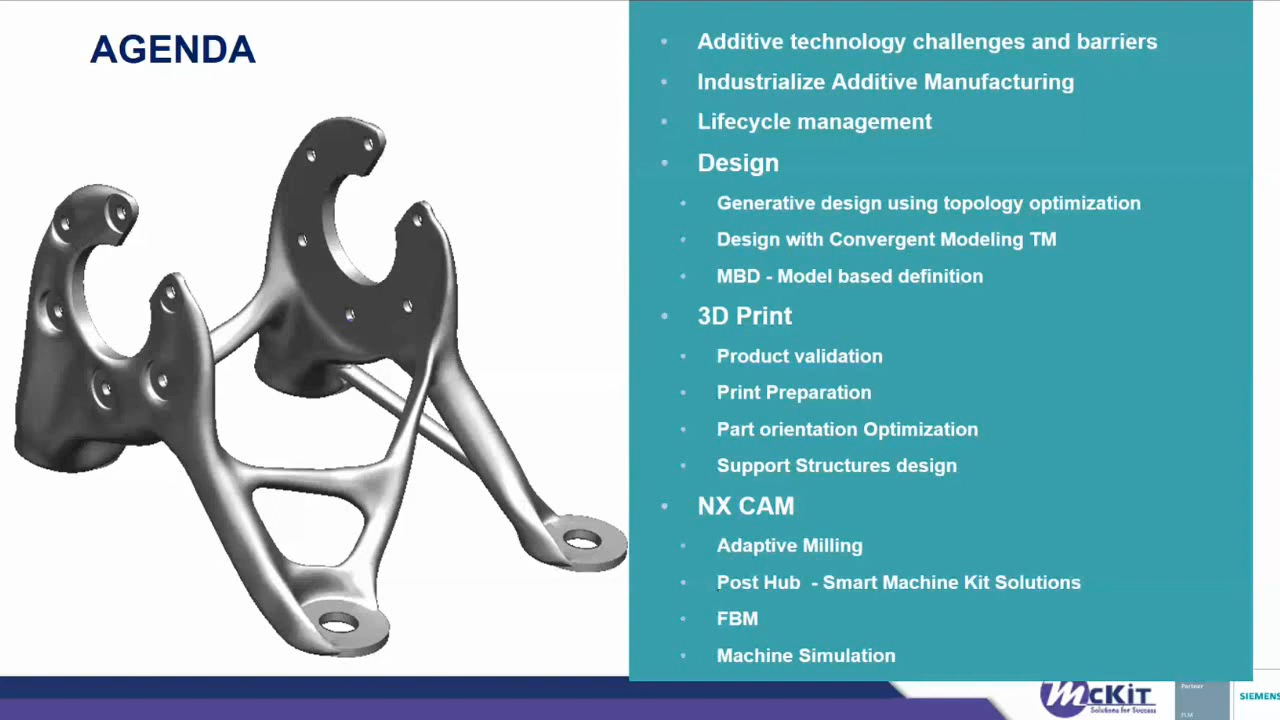 AGENDA
Additive technology challenges and barriers
Industrialize Additive Manufacturing
Lifecycle management
Design
Generative design using topology optimization
Design with Convergent Modeling TM
MBD - Model based definition
3D Print
Product validation
Print Preparation
Part orientation Optimization
Support Structures design
NX CAM
Adaptive Milling
Post Hub - Smart Machine Kit Solutions
FBM
Machine Simulation
McKiT
Solutions for Success
Partner
PLM
SIEMENS